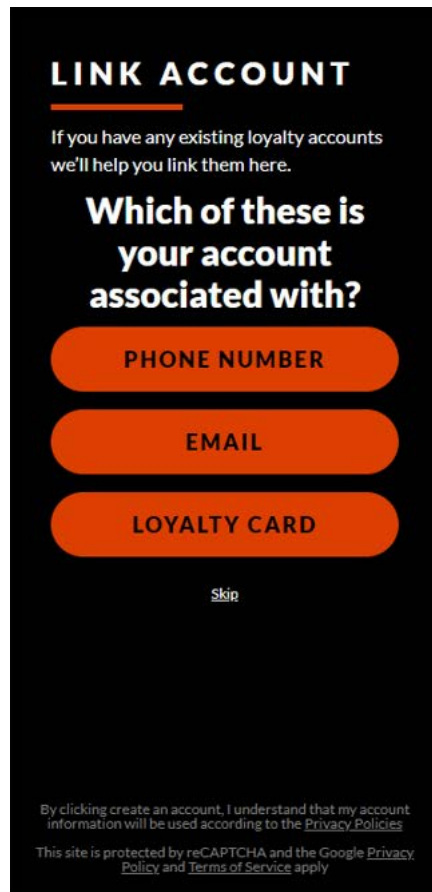 LINK ACCOUNT
If you have any existing loyalty accounts
we'll help you link them here.
Which of these is
your account
associated with?
PHONE NUMBER
EMAIL
LOYALTY CARD
Skip
By clicking create an account, I understand that my account
information will be used according to the Privacy Policies
This site is protected by reCAPTCHA and the Google Privacy
Policy and Terms of Service apply